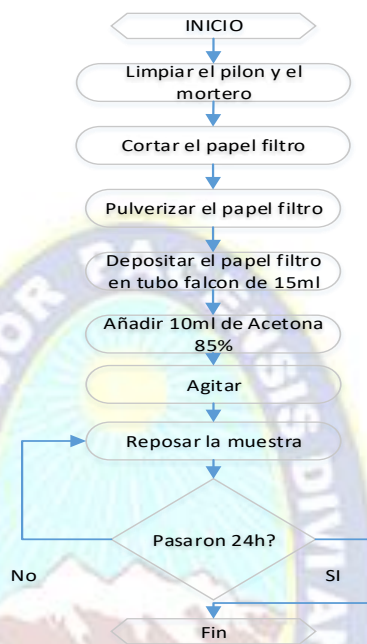 INICIO
Limpiar el pilon y el
mortero
Cortar el papel filtro
Pulverizar el papel filtro
Depositar el papel filtro
en tubo falcon de 15ml
Añadir 10ml de Acetona
85%
Agitar
Reposar la muestra
Pasaron 24h?
No
SI
Fin